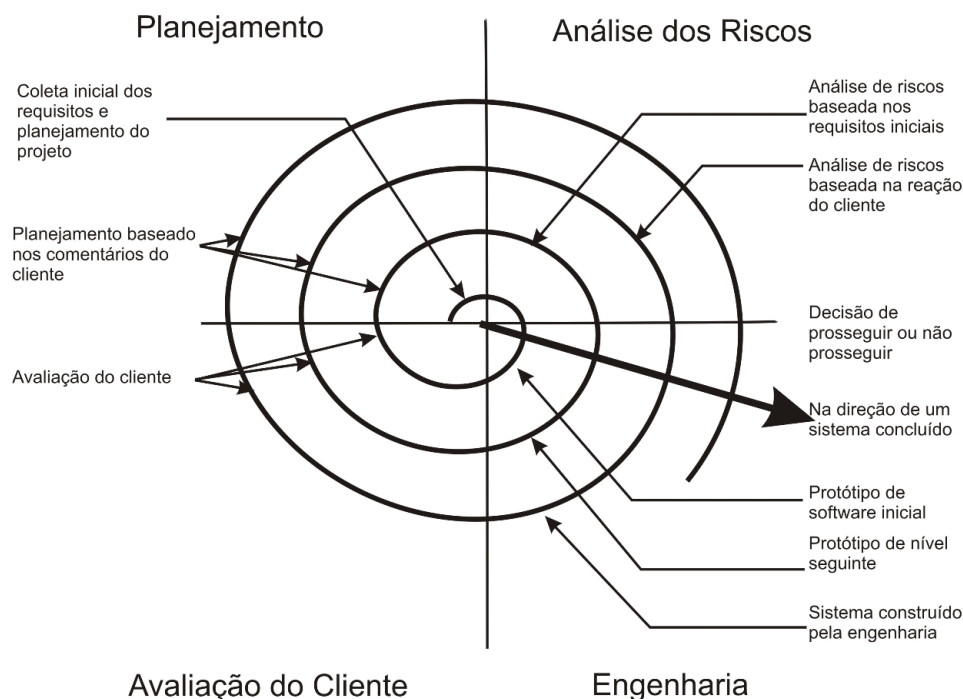 Planejamento
Análise dos Riscos
Coleta inicial dos
requisitos e
planejamento do
projeto
Análise de riscos
baseada nos
requisitos iniciais
Análise de riscos
baseada na reação
do cliente
Planejamento baseado
nos comentários do
cliente
Decisão de
prosseguir ou não
prosseguir
Avaliação do cliente
Na direção de um
sistema concluído
Protótipo de
software inicial
Protótipo de nível
seguinte
Sistema construído
pela engenharia
Avaliação do Cliente
Engenharia